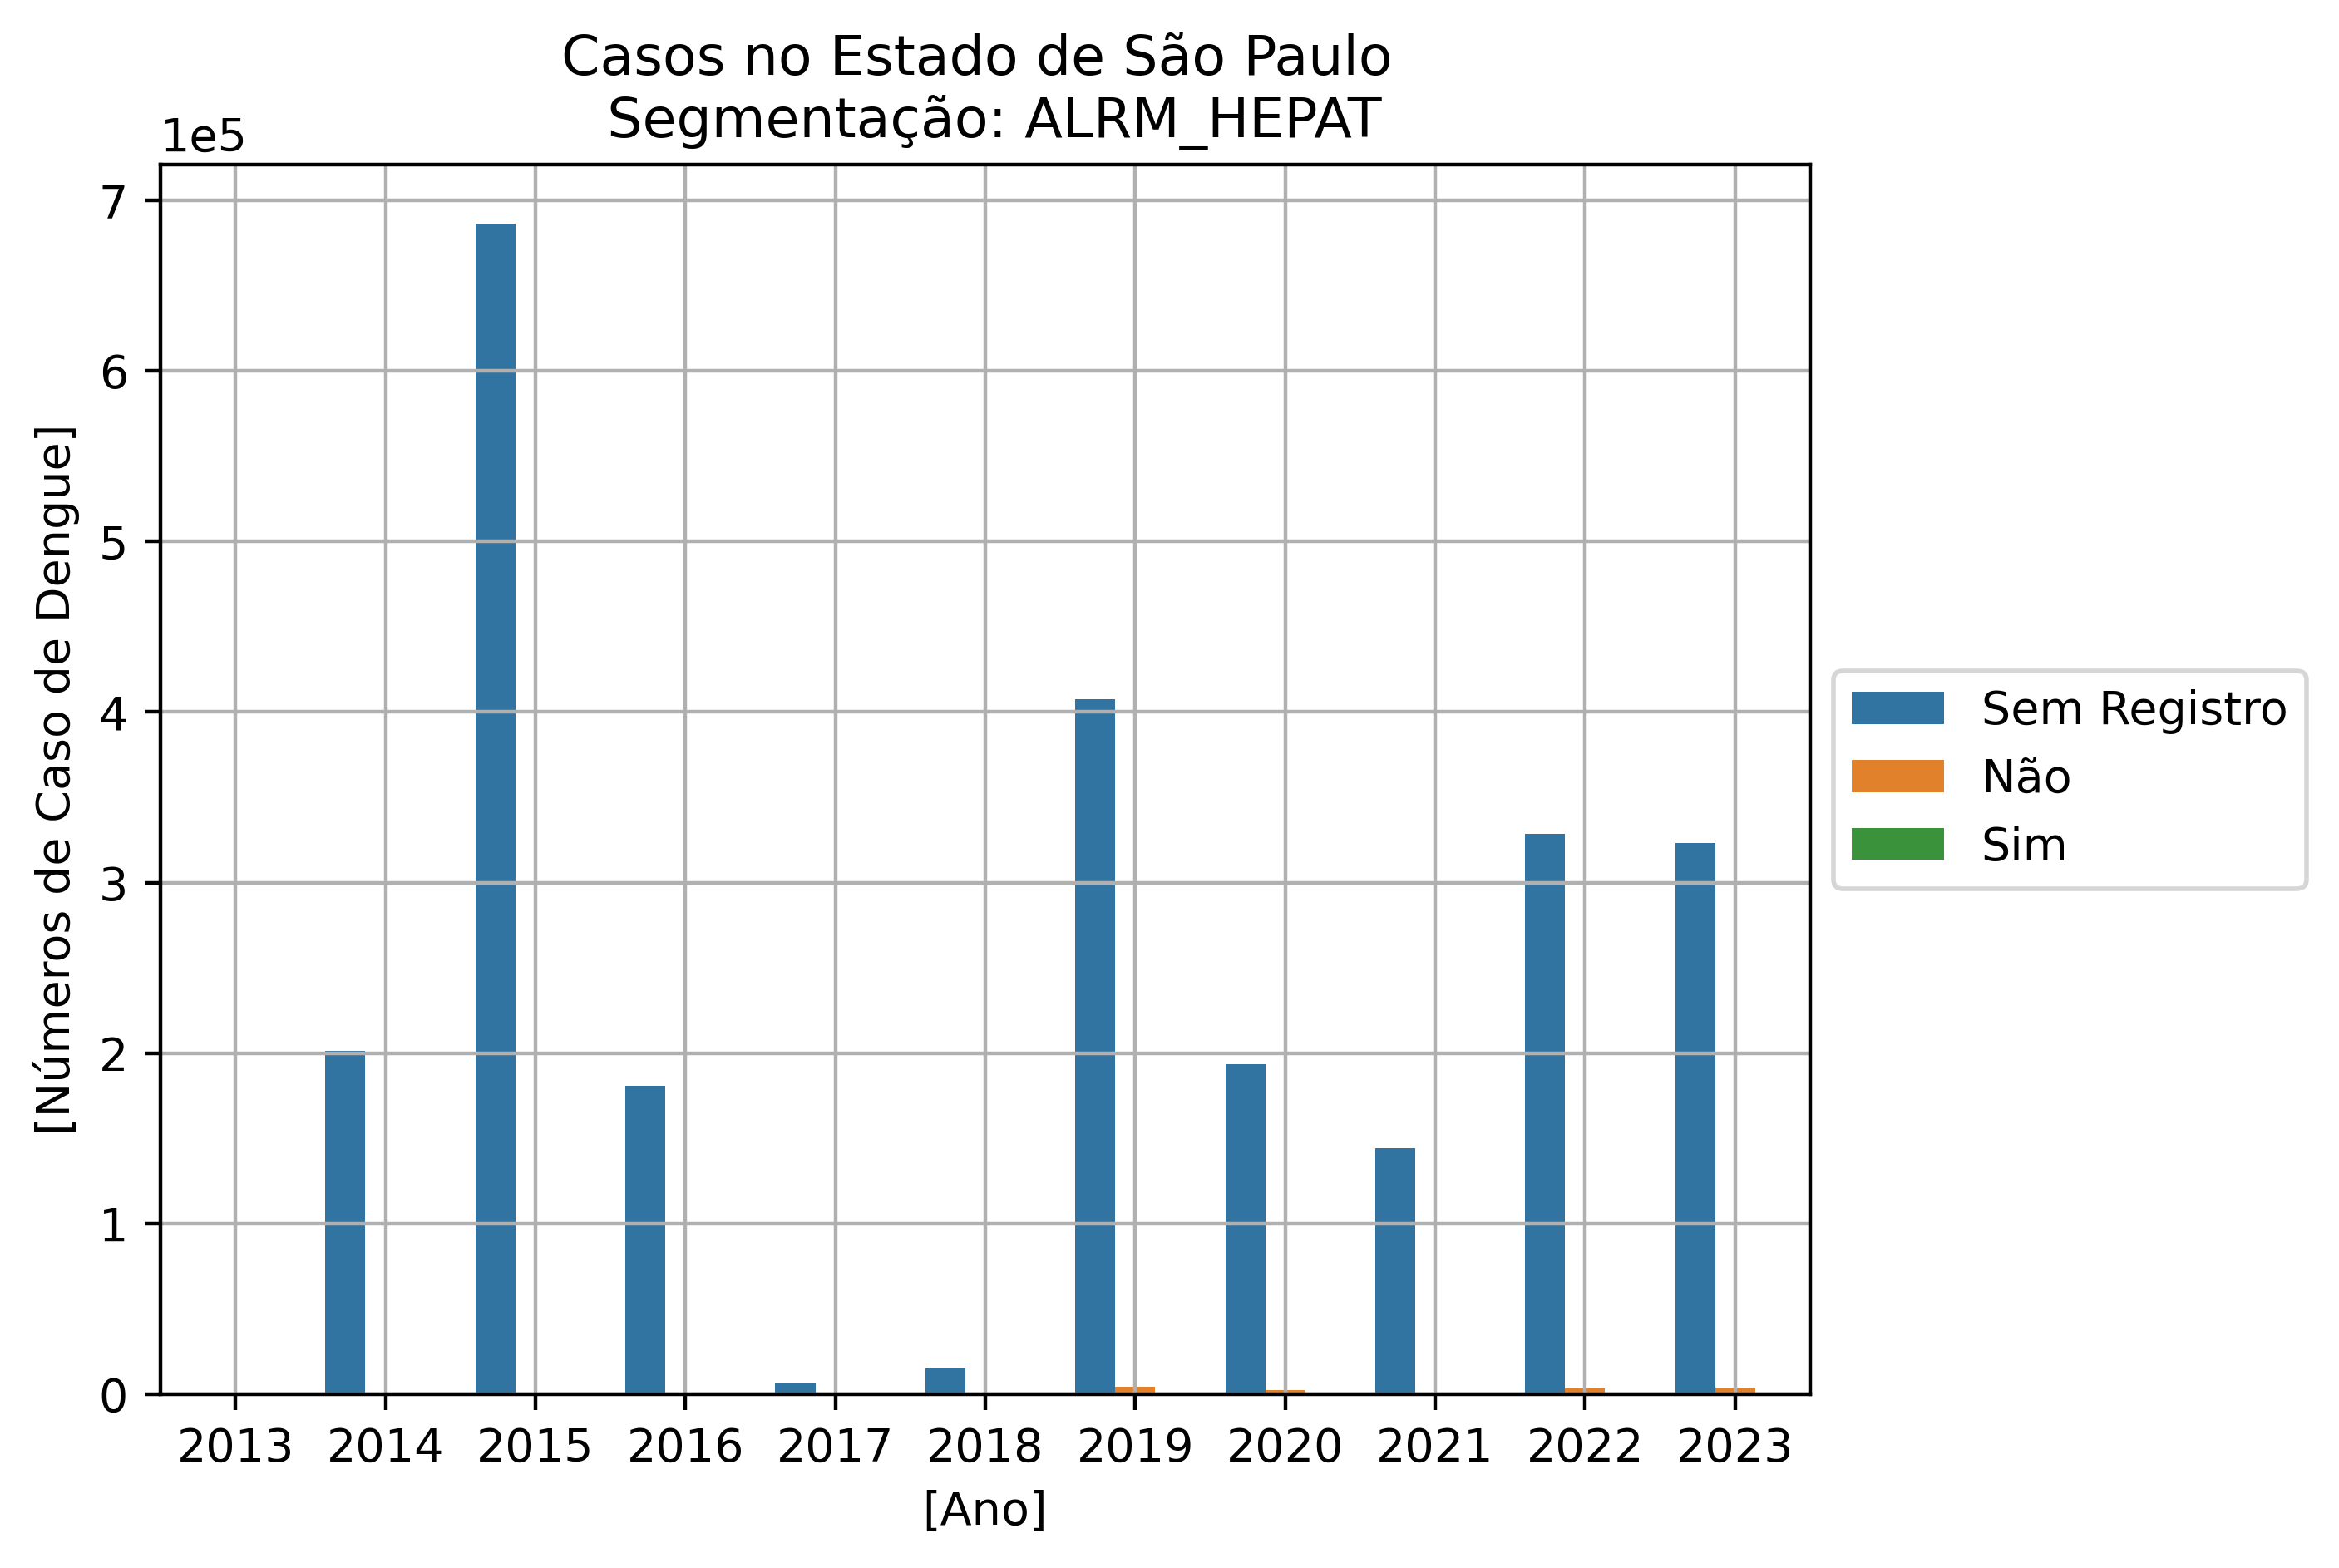 Casos no Estado de São Paulo
Segmentação: ALRM_HEPAT
1e5
7
6
5
4
3
2
1
0
[Números de Caso de Dengue]
2013 2014 2015 2016 2017 2018 2019 2020 2021 2022 2023
[Ano]
Sem Registro
Não
Sim